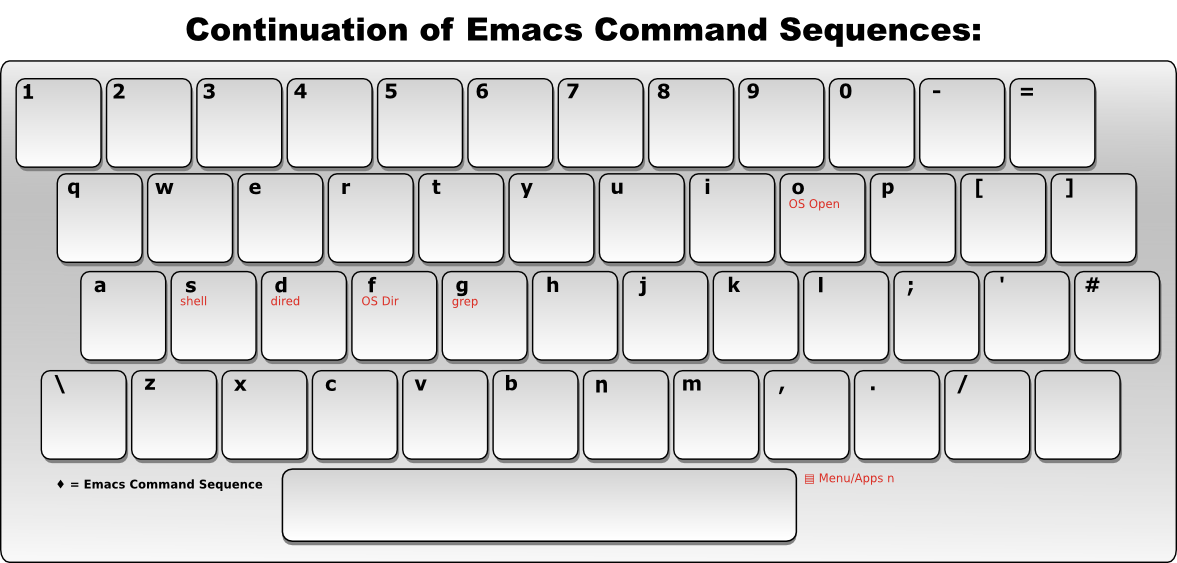 Continuation of Emacs Command Sequences:
1 2 3 4 5 6 7 8 9 0 - =
q w e r t y u i o p [ ]
OS Open
a s d f g h j k l ; ' #
shell dired OS Dir grep
\ z x c v b n m , . /
♦ = Emacs Command Sequence
▤ Menu/Apps n